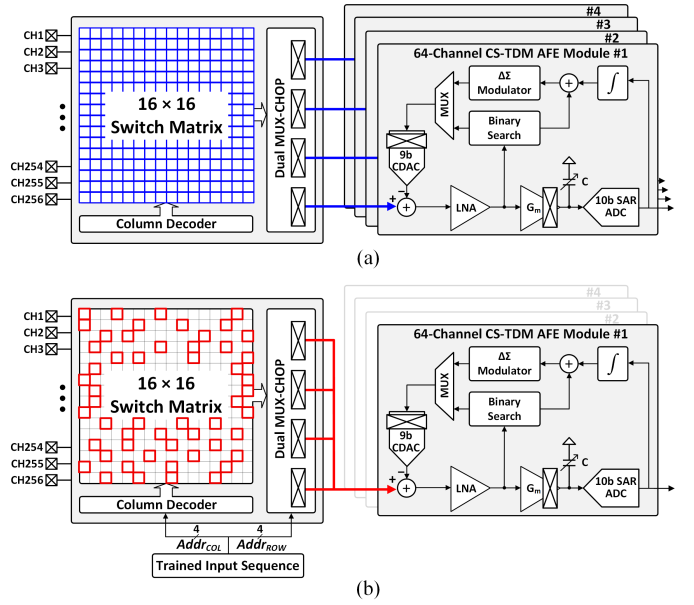 #4
#3
#2
64-Channel CS-TDM AFE Module #1
CH1
CH2
CH3
CH254
CH255
CH256
16 × 16
Switch Matrix
Column Decoder
Dual MUX-CHOP
MUX
ΔΣ
Modulator
+
∫
Binary
Search
9b
CDAC
+
−
+
LNA
Gm
C
10b SAR
ADC
(a)
#4
#3
#2
64-Channel CS-TDM AFE Module #1
CH1
CH2
CH3
CH254
CH255
CH256
16 × 16
Switch Matrix
Column Decoder
Dual MUX-CHOP
MUX
ΔΣ
Modulator
+
∫
Binary
Search
9b
CDAC
+
−
+
LNA
Gm
C
10b SAR
ADC
4
4
AddrCOL
AddrROW
Trained Input Sequence
(b)